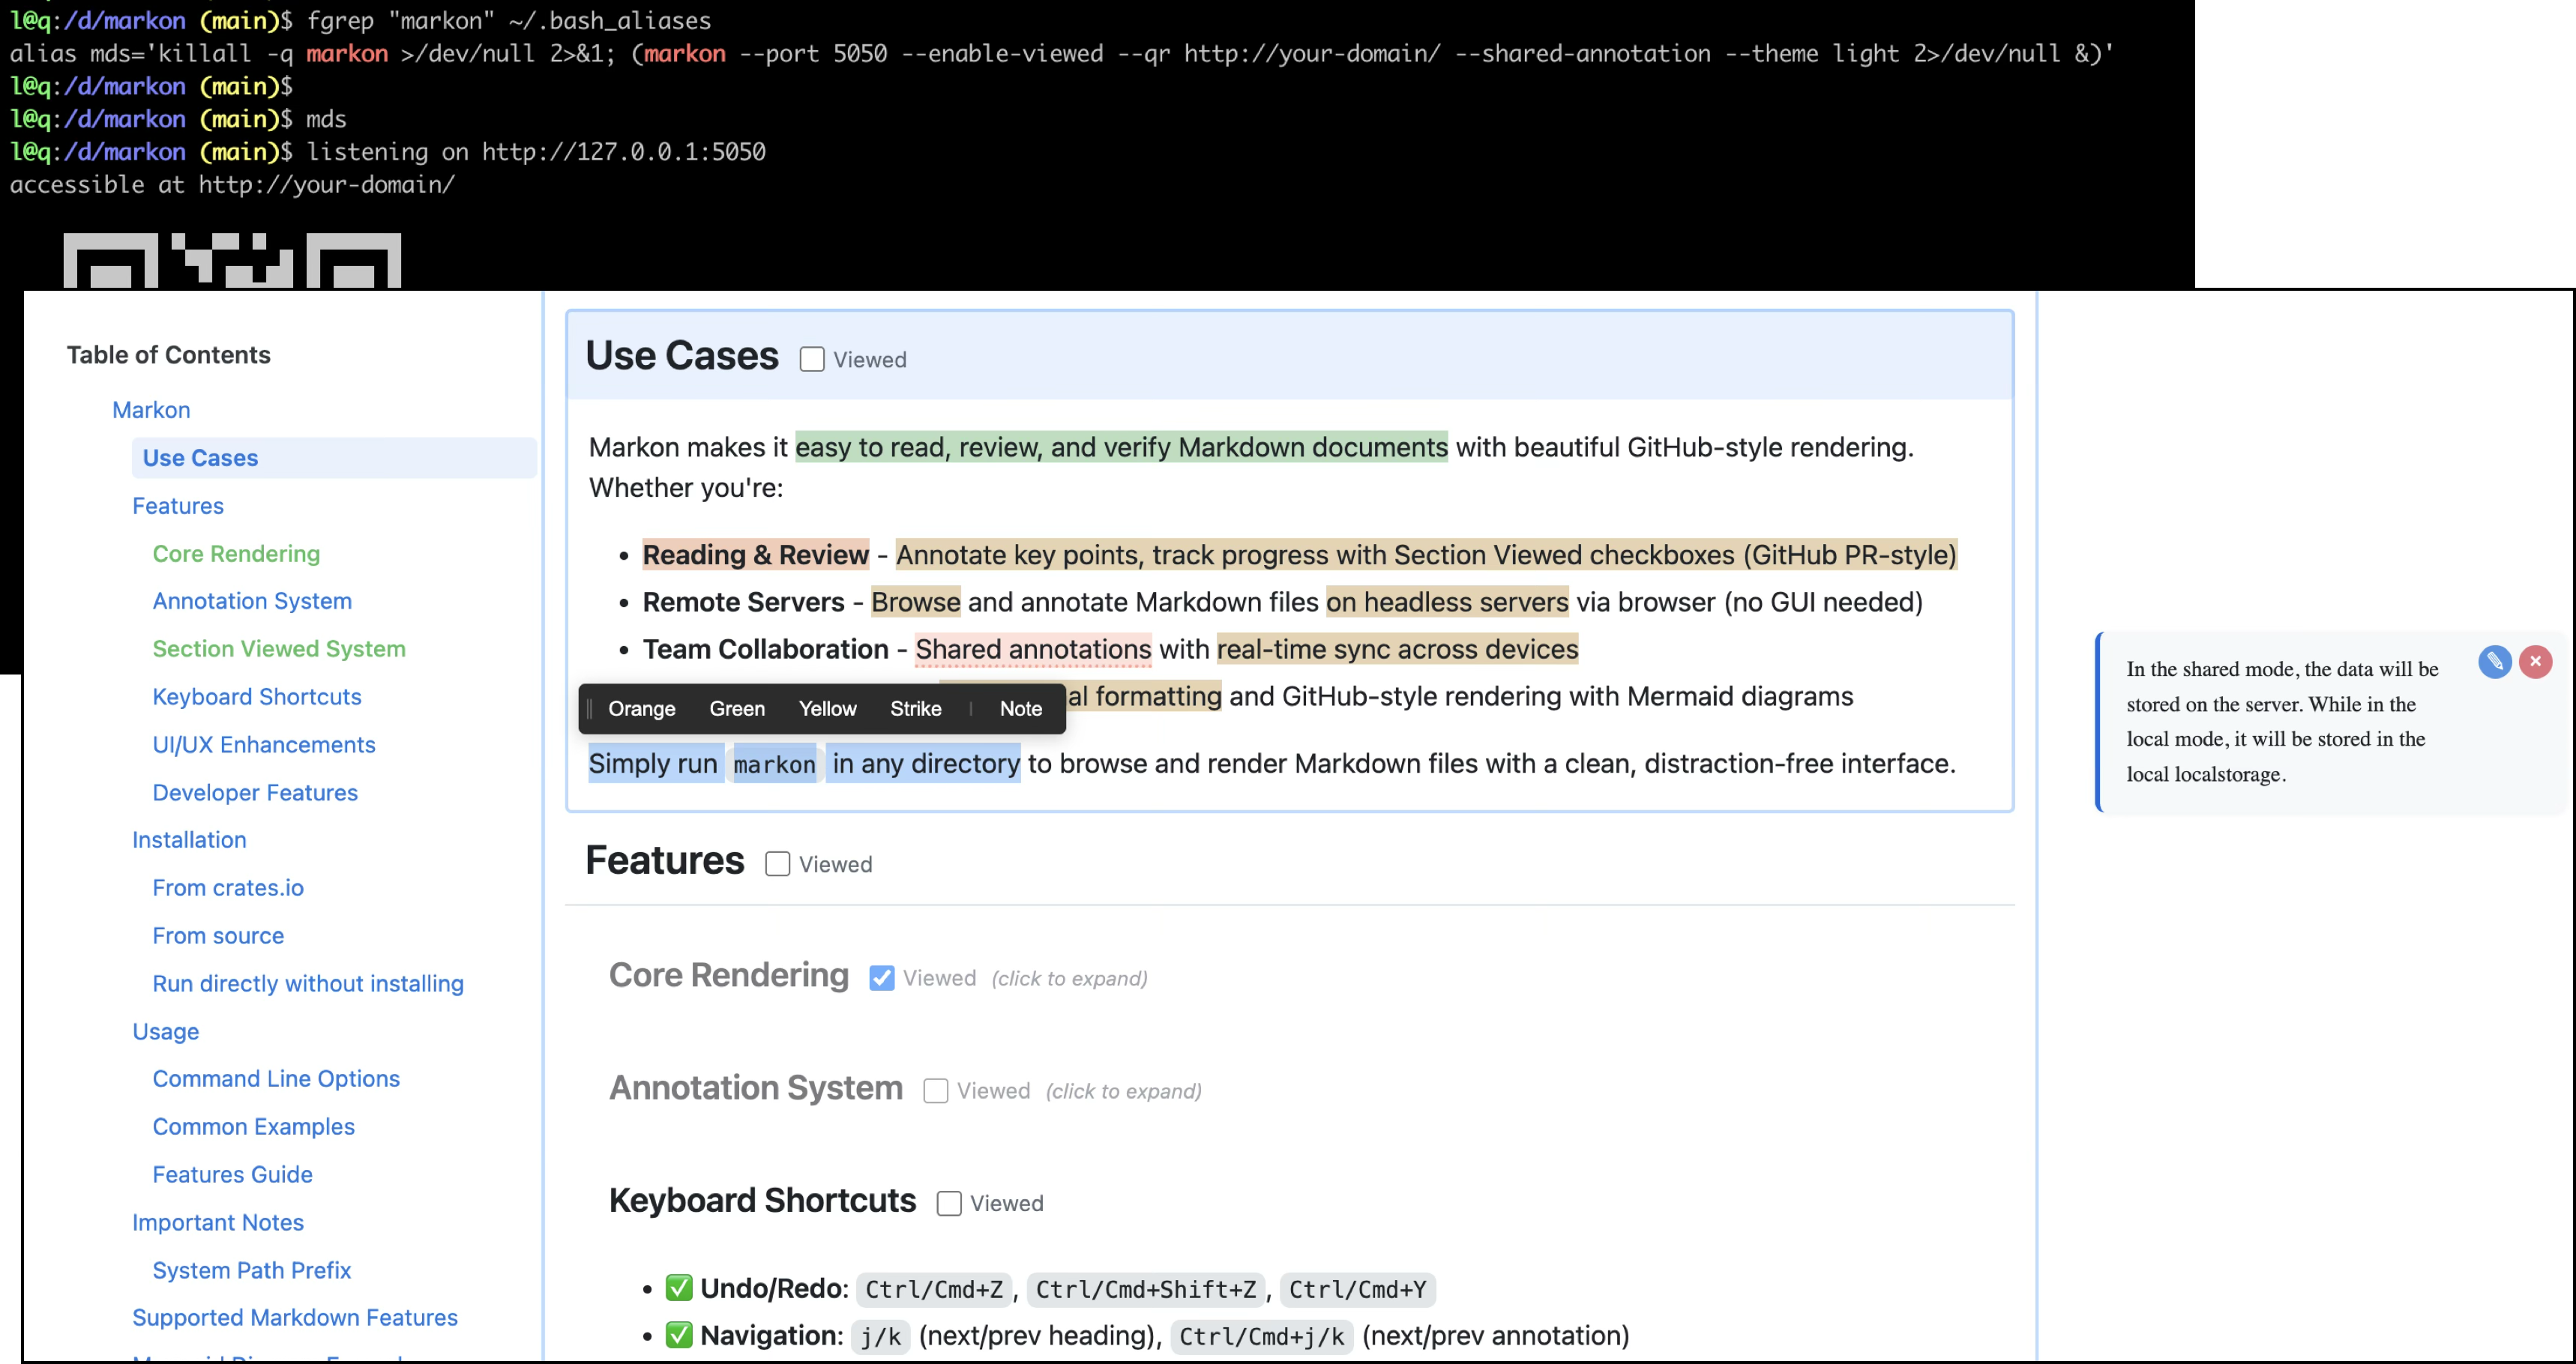 l@q:/d/markon (main)$ fgrep "markon" ~/.bash_aliases
alias mds='killall -q markon >/dev/null 2>&1; (markon --port 5050 --enable-viewed --qr http://your-domain/ --shared-annotation --theme light 2>/dev/null &)'
l@q:/d/markon (main)$
l@q:/d/markon (main)$ mds
l@q:/d/markon (main)$ listening on http://127.0.0.1:5050
accessible at http://your-domain/
Table of Contents
Markon
Use Cases
Features
Core Rendering
Annotation System
Section Viewed System
Keyboard Shortcuts
UI/UX Enhancements
Developer Features
Installation
From crates.io
From source
Run directly without installing
Usage
Command Line Options
Common Examples
Features Guide
Important Notes
System Path Prefix
Supported Markdown Features
Use Cases Viewed
Markon makes it easy to read, review, and verify Markdown documents with beautiful GitHub-style rendering.
Whether you're:
• Reading & Review - Annotate key points, track progress with Section Viewed checkboxes (GitHub PR-style)
• Remote Servers - Browse and annotate Markdown files on headless servers via browser (no GUI needed)
• Team Collaboration - Shared annotations with real-time sync across devices
formatting and GitHub-style rendering with Mermaid diagrams
Orange Green Yellow Strike | Note
Simply run markon in any directory to browse and render Markdown files with a clean, distraction-free interface.
Features Viewed
Core Rendering Viewed (click to expand)
Annotation System Viewed (click to expand)
Keyboard Shortcuts Viewed
• ✅ Undo/Redo: Ctrl/Cmd+Z, Ctrl/Cmd+Shift+Z, Ctrl/Cmd+Y
• ✅ Navigation: j/k (next/prev heading), Ctrl/Cmd+j/k (next/prev annotation)
In the shared mode, the data will be
stored on the server. While in the
local mode, it will be stored in the
local localstorage.